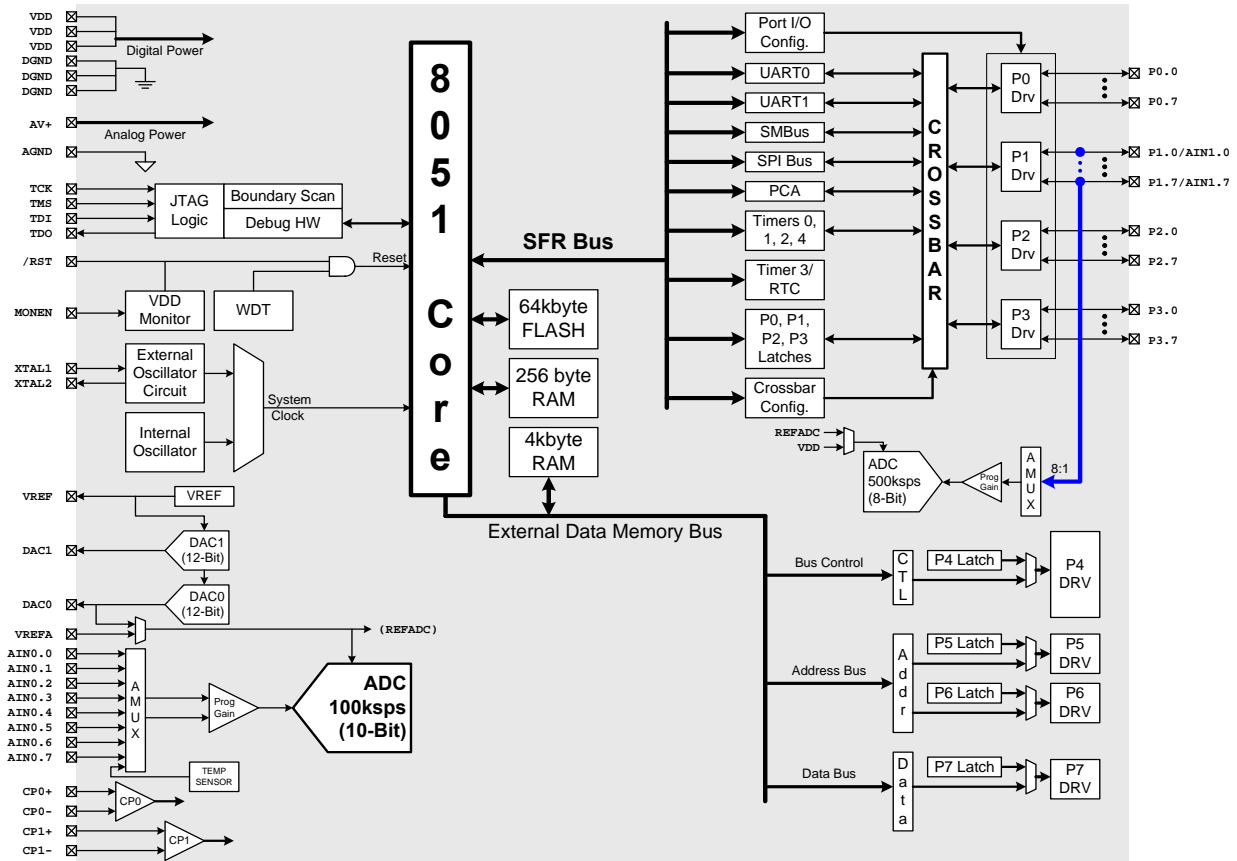 VDD
VDD
VDD
Digital Power
DGND
DGND
DGND
AV+
Analog Power
AGND
TCK
TMS
TDI
TDO
JTAG
Logic
Boundary Scan
Debug HW
/RST
Reset
MONEN
VDD
Monitor
WDT
XTAL1
XTAL2
External
Oscillator
Circuit
Internal
Oscillator
System
Clock
VREF
VREF
DAC1
DAC1
(12-Bit)
DAC0
DAC0
(12-Bit)
VREFA
(REFADC)
AIN0.0
AIN0.1
AIN0.2
AIN0.3
AIN0.4
AIN0.5
AIN0.6
AIN0.7
A
M
U
X
Prog
Gain
ADC
100ksps
(10-Bit)
TEMP
SENSOR
CP0+
CP0-
CP0
CP1+
CP1-
CP1
8
0
5
1
C
o
r
e
SFR Bus
64kbyte
FLASH
256 byte
RAM
4kbyte
RAM
External Data Memory Bus
Port I/O
Config.
UART0
UART1
SMBus
SPI Bus
PCA
Timers 0,
1, 2, 4
Timer 3/
RTC
P0, P1,
P2, P3
Latches
Crossbar
Config.
C
R
O
S
S
B
A
R
P0
Drv
P1
Drv
P2
Drv
P3
Drv
P0.0
P0.7
P1.0/AIN1.0
P1.7/AIN1.7
P2.0
P2.7
P3.0
P3.7
REFADC
VDD
ADC
500ksps
(8-Bit)
Prog
Gain
A
M
U
X
8:1
Bus Control
C
T
L
P4 Latch
P4
DRV
Address Bus
A
d
d
r
P5 Latch
P5
DRV
P6 Latch
P6
DRV
Data Bus
D
a
t
a
P7 Latch
P7
DRV